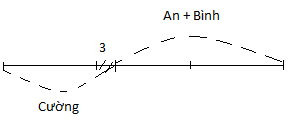 An + Bình
3
Cường